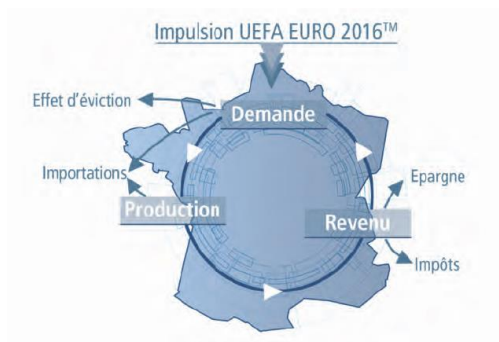 Impulsion UEFA EURO 2016™
Effet d'éviction
Demande
Importations
Epargne
Production
Revenu
Impôts